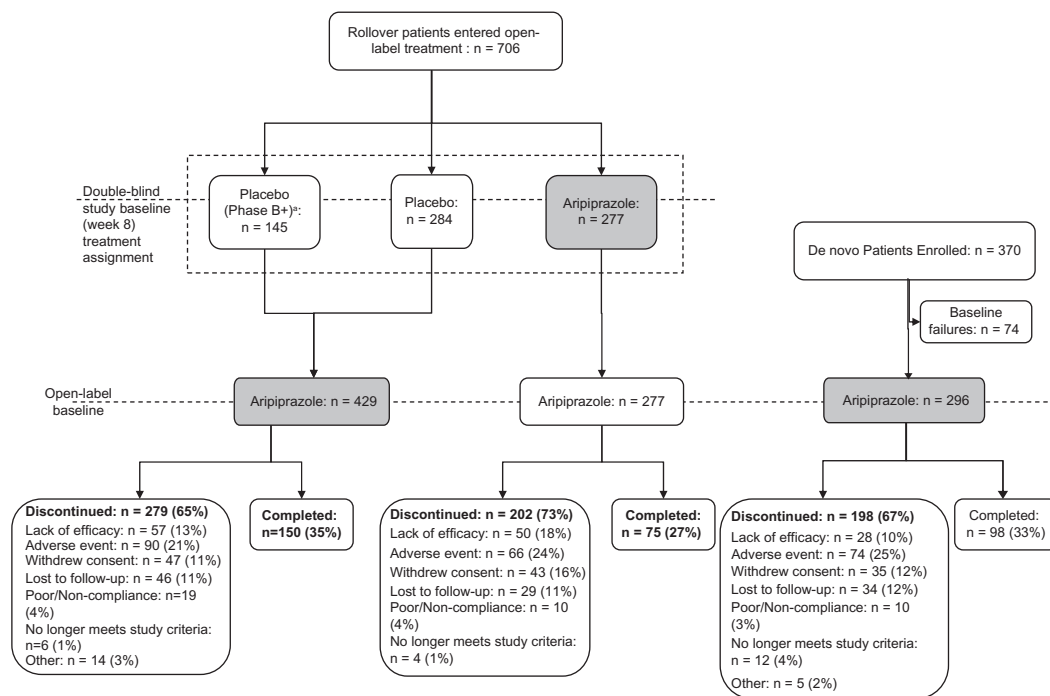 Rollover patients entered open-
label treatment : n = 706
Double-blind
study baseline
(week 8)
treatment
assignment
Placebo
(Phase B+)ᵃ:
n = 145
Placebo:
n = 284
Aripiprazole:
n = 277
De novo Patients Enrolled: n = 370
Baseline
failures: n = 74
Open-label
baseline
Aripiprazole: n = 429
Aripiprazole: n = 277
Aripiprazole: n = 296
Discontinued: n = 279 (65%)
Lack of efficacy: n = 57 (13%)
Adverse event: n = 90 (21%)
Withdrew consent: n = 47 (11%)
Lost to follow-up: n = 46 (11%)
Poor/Non-compliance: n=19
(4%)
No longer meets study criteria:
n=6 (1%)
Other: n = 14 (3%)
Completed:
n=150 (35%)
Discontinued: n = 202 (73%)
Lack of efficacy: n = 50 (18%)
Adverse event: n = 66 (24%)
Withdrew consent: n = 43 (16%)
Lost to follow-up: n = 29 (11%)
Poor/Non-compliance: n = 10
(4%)
No longer meets study criteria:
n = 4 (1%)
Completed:
n = 75 (27%)
Discontinued: n = 198 (67%)
Lack of efficacy: n = 28 (10%)
Adverse event: n = 74 (25%)
Withdrew consent: n = 35 (12%)
Lost to follow-up: n = 34 (12%)
Poor/Non-compliance: n = 10
(3%)
No longer meets study criteria:
n = 12 (4%)
Other: n = 5 (2%)
Completed:
n = 98 (33%)